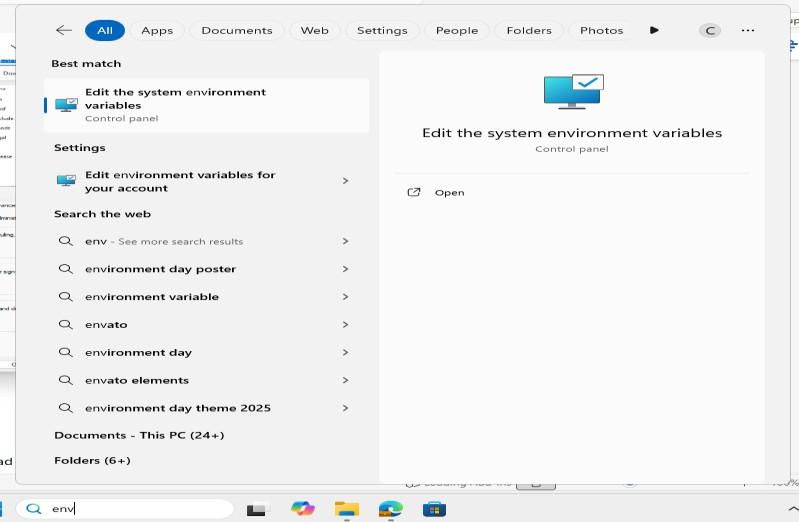 All Apps Documents Web Settings People Folders Photos C
Best match
Edit the system environment
variables
Control panel
Settings
Edit environment variables for
your account
Search the web
env - See more search results
environment day poster
environment variable
envato
environment day
envato elements
environment day theme 2025
Documents - This PC (24+)
Folders (6+)
Edit the system environment variables
Control panel
Open
env